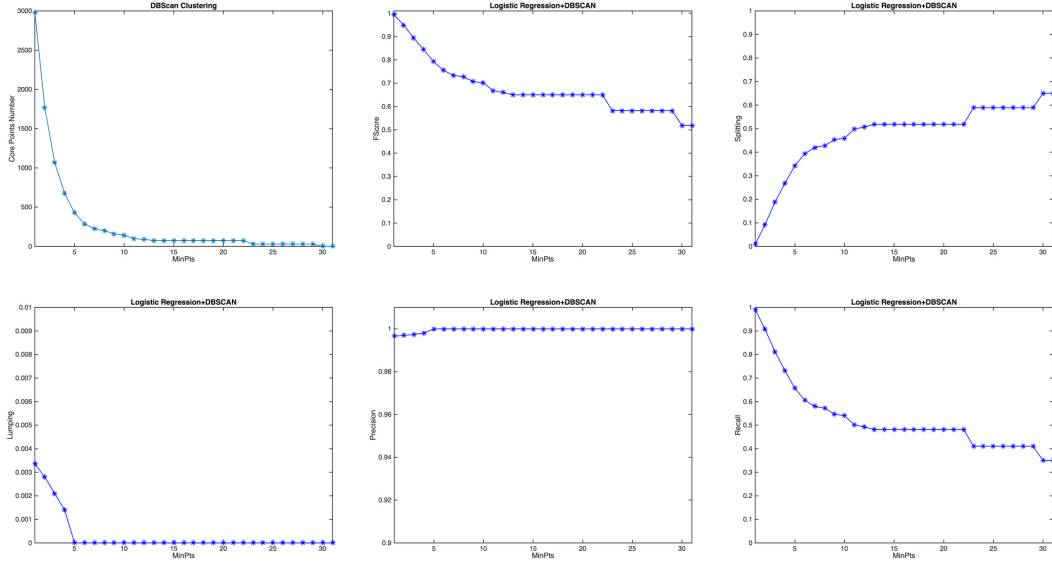 DBScan Clustering
3000
2500
2000
1500
1000
500
0
Core Points Number
5 10 15 20 25 30
MinPts
Logistic Regression+DBSCAN
1
0.9
0.8
0.7
0.6
0.5
0.4
0.3
0.2
0.1
0
FScore
5 10 15 20 25 30
MinPts
Logistic Regression+DBSCAN
1
0.9
0.8
0.7
0.6
0.5
0.4
0.3
0.2
0.1
0
Splitting
5 10 15 20 25 30
MinPts
Logistic Regression+DBSCAN
0.01
0.009
0.008
0.007
0.006
0.005
0.004
0.003
0.002
0.001
0
Lumping
5 10 15 20 25 30
MinPts
Logistic Regression+DBSCAN
1
0.98
0.96
0.94
0.92
0.9
Precision
5 10 15 20 25 30
MinPts
Logistic Regression+DBSCAN
1
0.9
0.8
0.7
0.6
0.5
0.4
0.3
0.2
0.1
0
Recall
5 10 15 20 25 30
MinPts